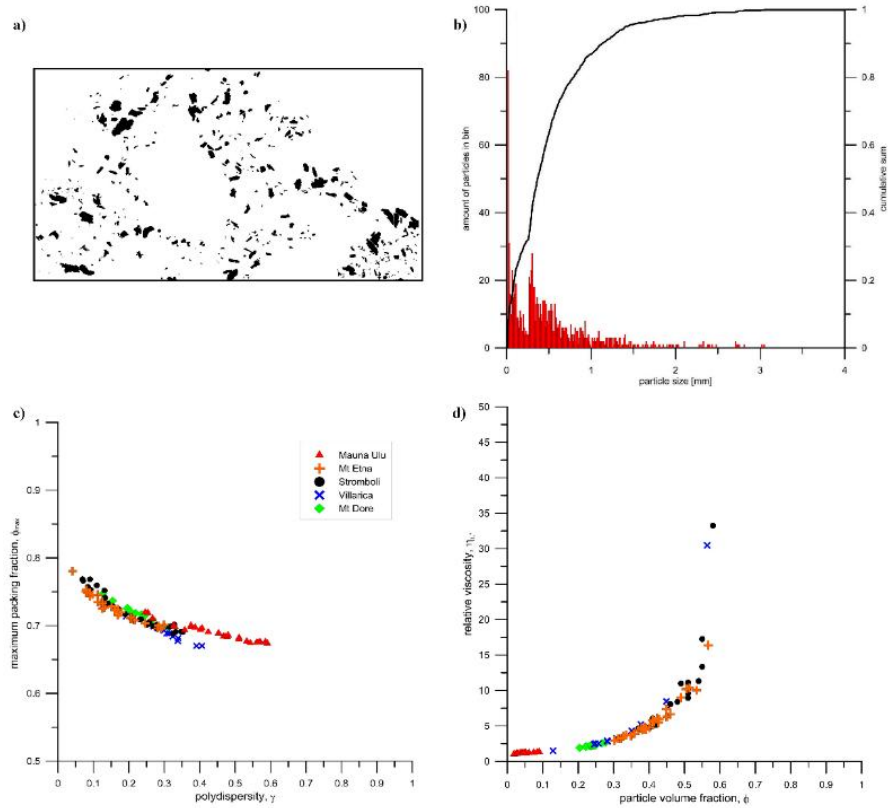 a)
b)
amount of particles in bin
100
80
60
40
20
0
cumulative sum
1
0.8
0.6
0.4
0.2
0
0 1 2 3 4
particle size [mm]
c)
maximum packing fraction, ϕmax
1
0.9
0.8
0.7
0.6
0.5
Mauna Ulu
Mt Etna
Stromboli
Villarica
Mt Dore
0 0.1 0.2 0.3 0.4 0.5 0.6 0.7 0.8 0.9 1
polydispersity, γ
d)
relative viscosity, ηr.
50
45
40
35
30
25
20
15
10
5
0
0 0.1 0.2 0.3 0.4 0.5 0.6 0.7 0.8 0.9 1
particle volume fraction, ϕ